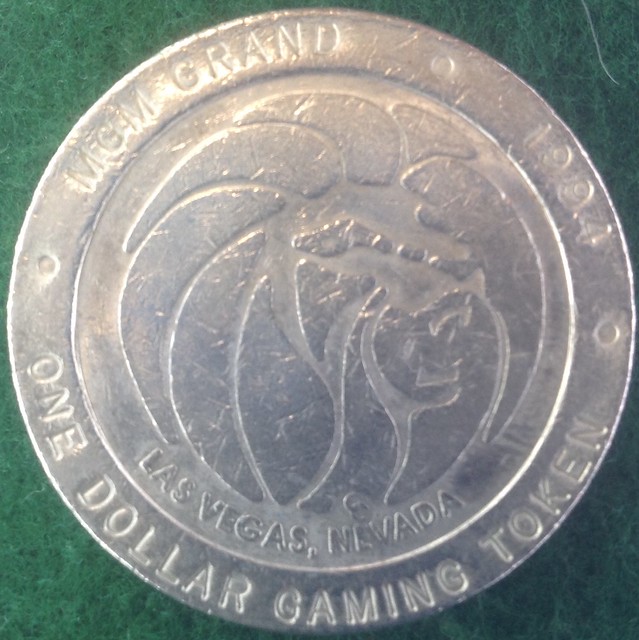 MGM GRAND
1994
LAS VEGAS, NEVADA
ONE DOLLAR GAMING TOKEN